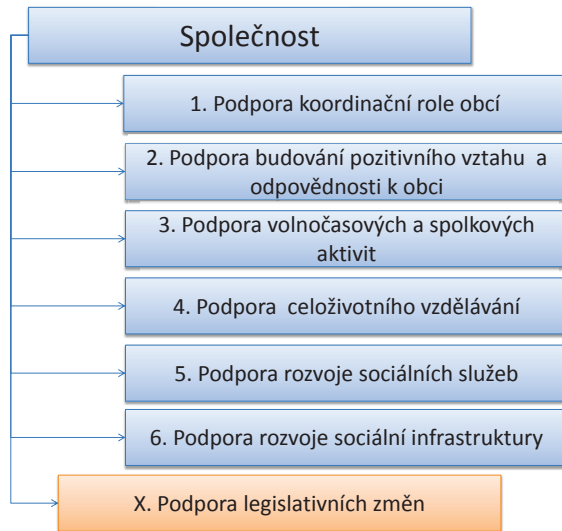 Společnost
1. Podpora koordinační role obcí
2. Podpora budování pozitivního vztahu a
odpovědnosti k obci
3. Podpora volnočasových a spolkových
aktivit
4. Podpora celoživotního vzdělávání
5. Podpora rozvoje sociálních služeb
6. Podpora rozvoje sociální infrastruktury
X. Podpora legislativních změn